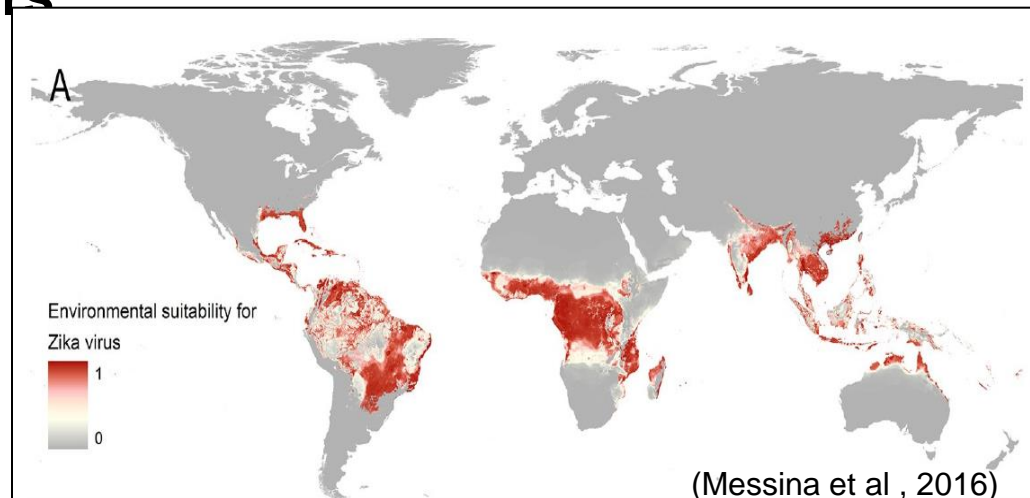 A
Environmental suitability for
Zika virus
1
0
(Messina et al , 2016)